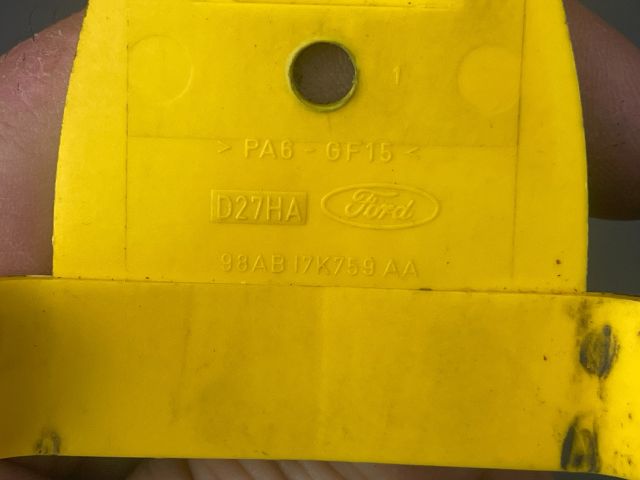 1
> PA6 - GF15 <
D27HA Ford
98AB 17K759 AA